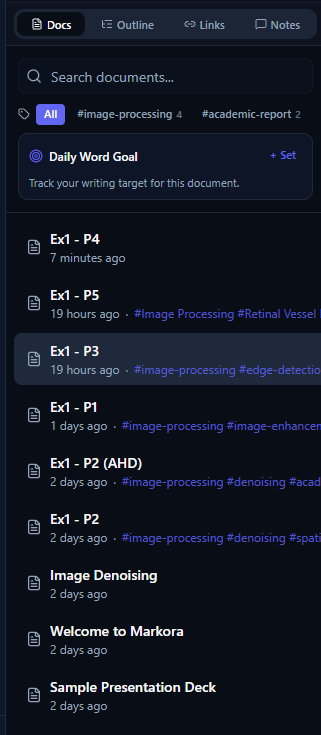 Docs Outline Links Notes
Search documents...
All #image-processing 4 #academic-report 2
Daily Word Goal + Set
Track your writing target for this document.
Ex1 - P4
7 minutes ago
Ex1 - P5
19 hours ago · #Image Processing #Retinal Vessel
Ex1 - P3
19 hours ago · #image-processing #edge-detectio
Ex1 - P1
1 days ago · #image-processing #image-enhancem
Ex1 - P2 (AHD)
2 days ago · #image-processing #denoising #acad
Ex1 - P2
2 days ago · #image-processing #denoising #spati
Image Denoising
2 days ago
Welcome to Markora
2 days ago
Sample Presentation Deck
2 days ago